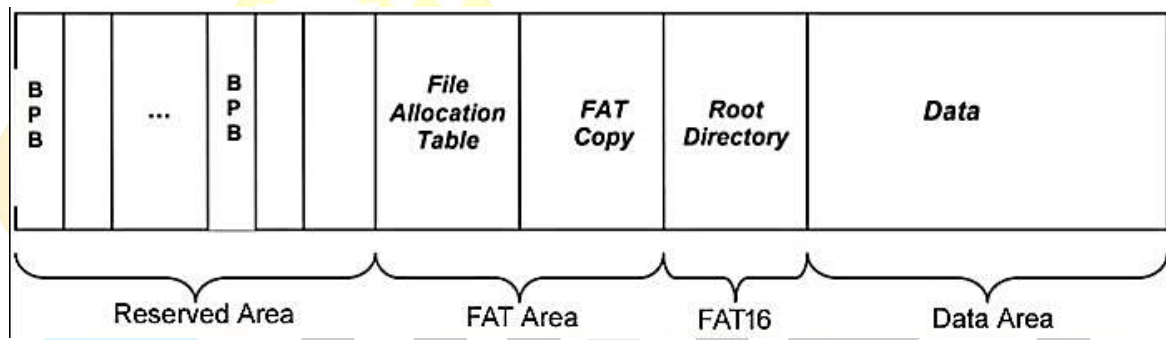 B
P
B
...
B
P
B
File
Allocation
Table
FAT
Copy
Root
Directory
Data
Reserved Area
FAT Area
FAT16
Data Area